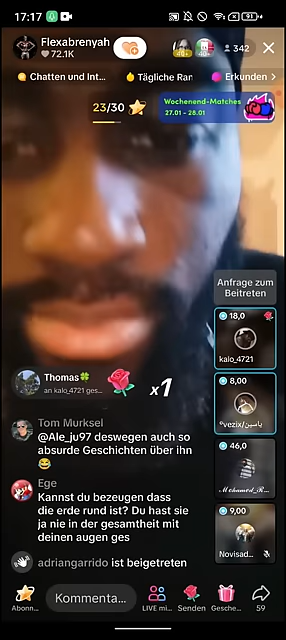 17:17
91
Flexabrenyah
72.1K
342
Chatten und Int...
Tägliche Ran
Erkunden >
23/30
Wochenend-Matches
27.01 - 28.01
Anfrage zum
Beitreten
18,0
kalo_4721
Thomas🍀
an kalo_4721 ges...
x1
8,00
Tom Murksel
@Ale_ju97 deswegen auch so
absurde Geschichten über ihn
😂
46,0
Mohamed_R...
Ege
Kannst du bezeugen dass
die erde rund ist? Du hast sie
ja nie in der gesamtheit mit
deinen augen ges
9,00
Novisad...
adriangarrido ist beigetreten
Abonn...
Kommenta...
LIVE mi...
Senden
Gesche...
59